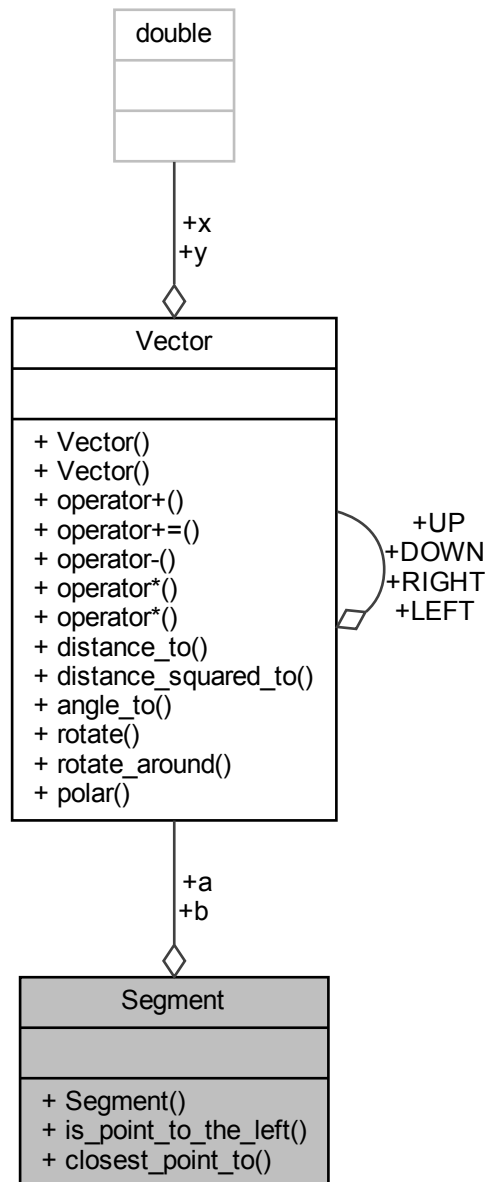 double
+x
+y
Vector
+ Vector()
+ Vector()
+ operator+()
+ operator+=()
+ operator-()
+ operator*()
+ operator*()
+ distance_to()
+ distance_squared_to()
+ angle_to()
+ rotate()
+ rotate_around()
+ polar()
+UP
+DOWN
+RIGHT
+LEFT
+a
+b
Segment
+ Segment()
+ is_point_to_the_left()
+ closest_point_to()